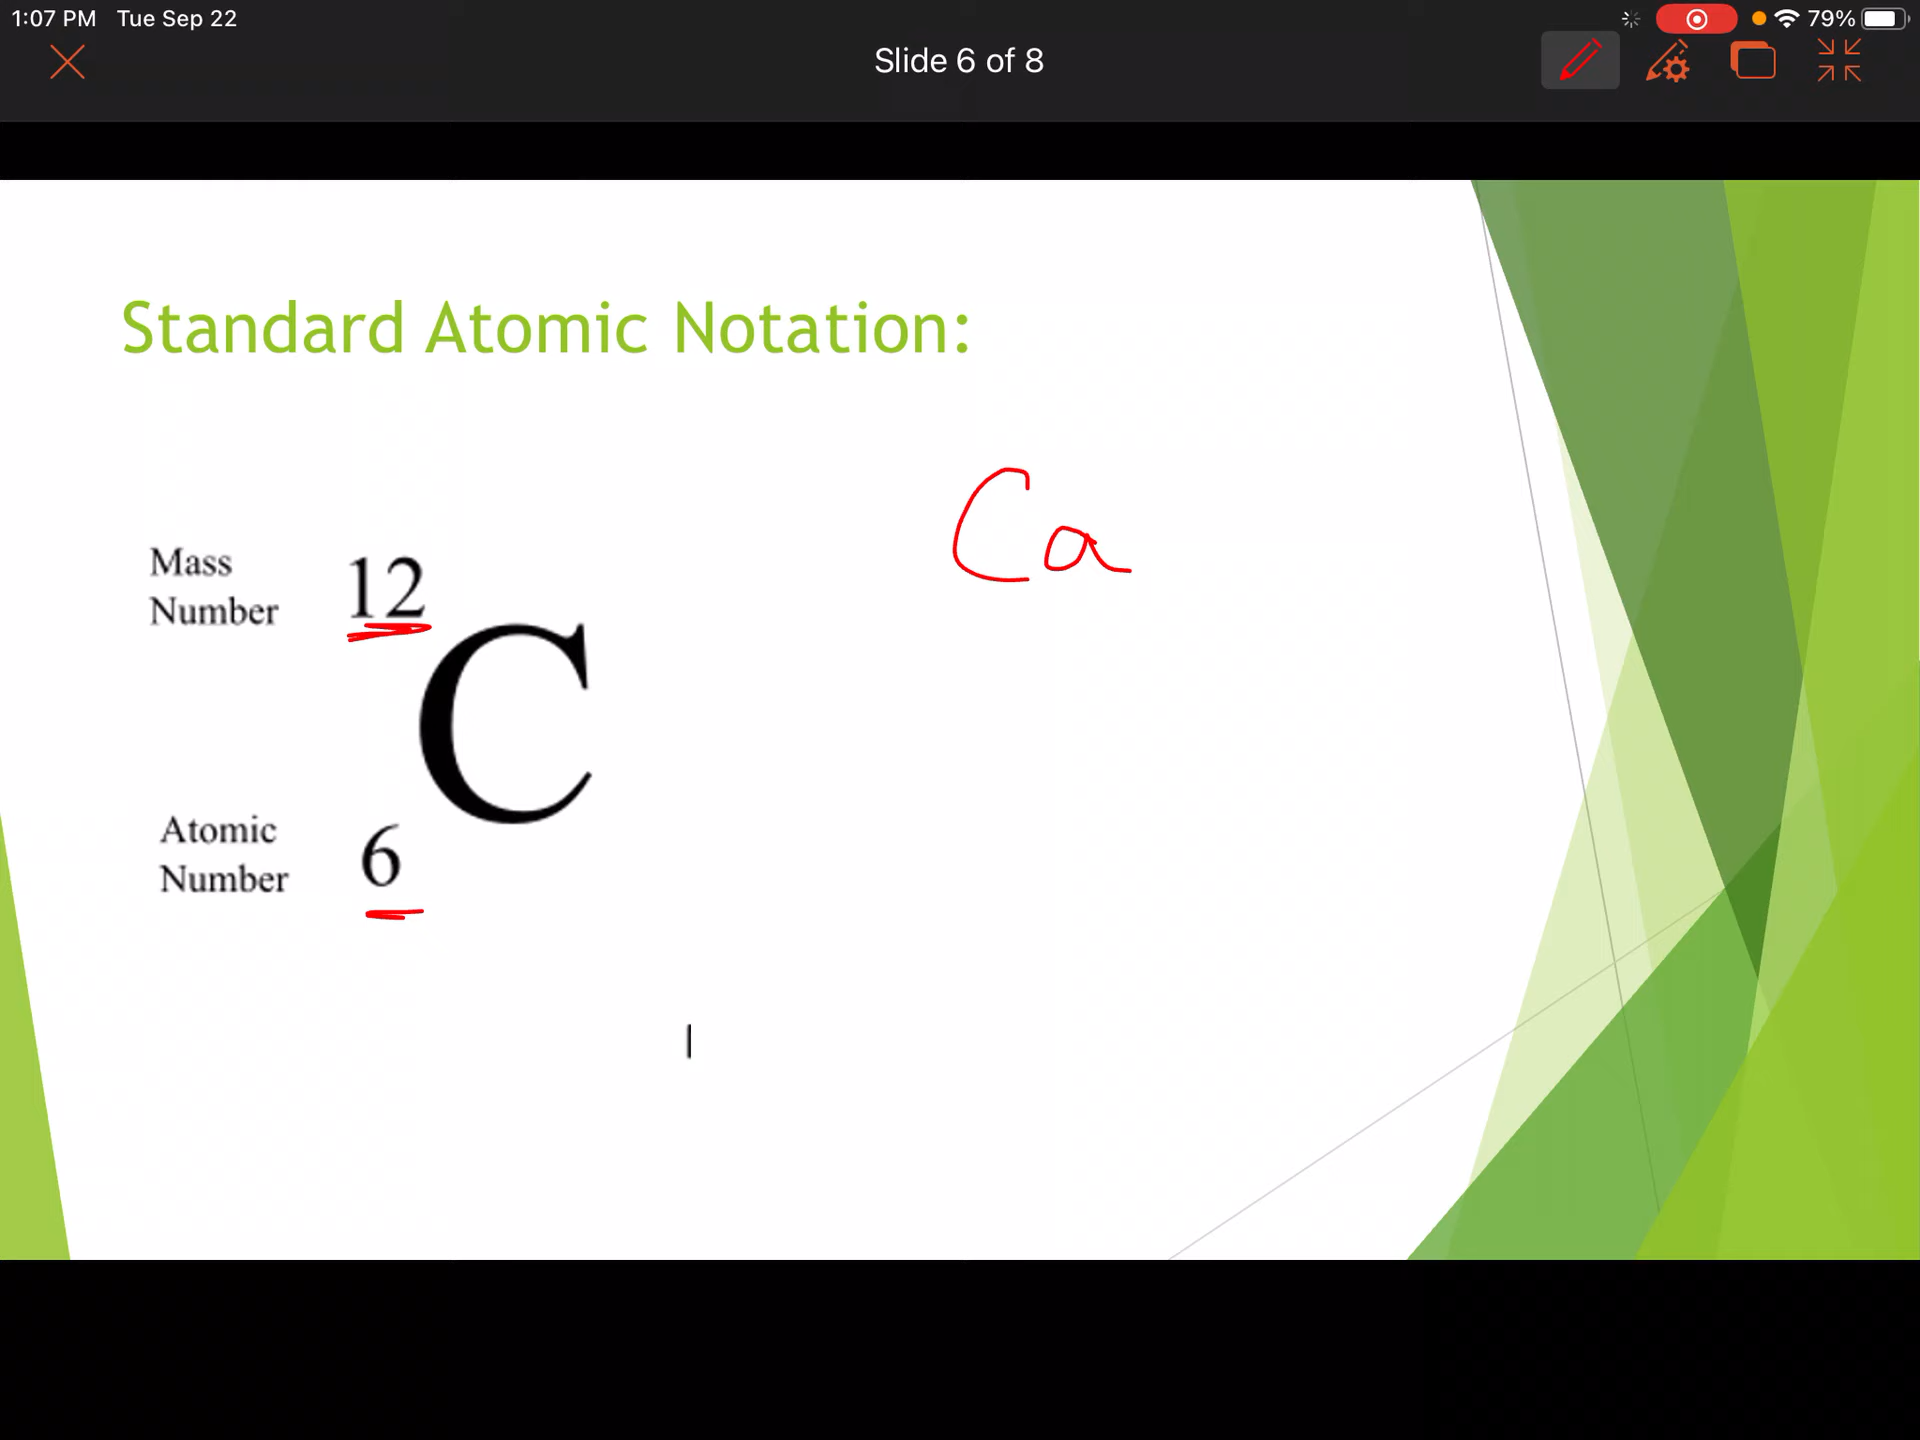 1:07 PM Tue Sep 22
79%
Slide 6 of 8
Standard Atomic Notation:
Ca
Mass
Number
12
C
Atomic
Number
6